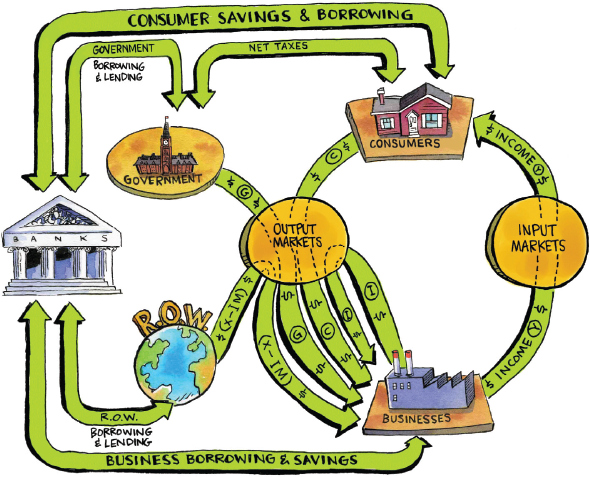 CONSUMER SAVINGS & BORROWING
GOVERNMENT
BORROWING
& LENDING
NET TAXES
CONSUMERS
GOVERNMENT
$ INCOME Y $
$ C $
$ G $
OUTPUT
MARKETS
INPUT
MARKETS
BANKS
R.O.W.
$ (X-IM)
(X-IM) $
G $
C $
I $
I $
$ INCOME Y $
BUSINESSES
R.O.W.
BORROWING
& LENDING
BUSINESS BORROWING & SAVINGS